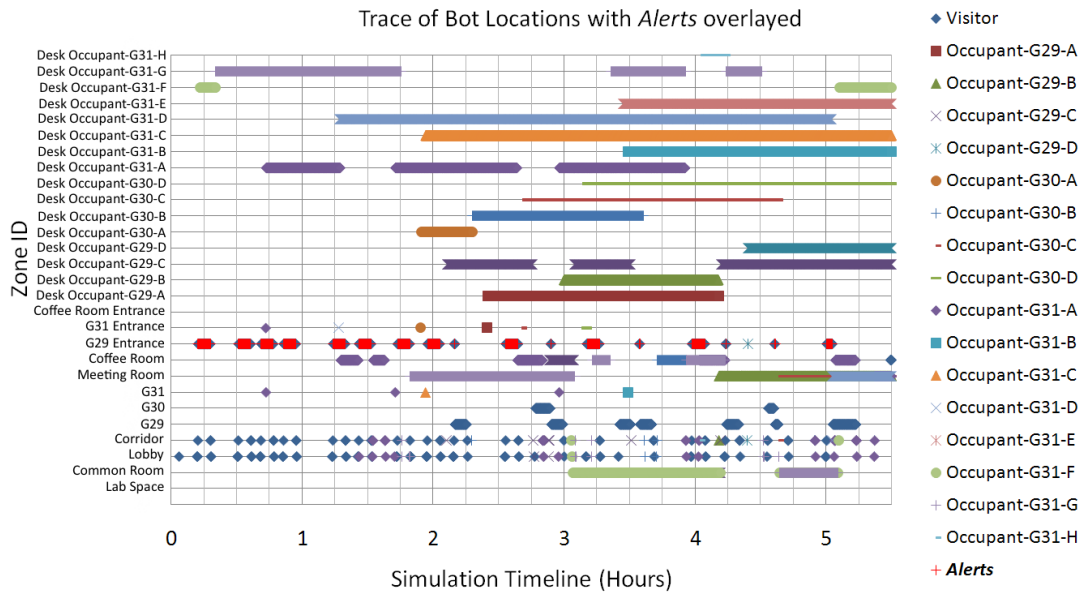 Trace of Bot Locations with Alerts overlayed
Zone ID
Desk Occupant-G31-H
Desk Occupant-G31-G
Desk Occupant-G31-F
Desk Occupant-G31-E
Desk Occupant-G31-D
Desk Occupant-G31-C
Desk Occupant-G31-B
Desk Occupant-G31-A
Desk Occupant-G30-D
Desk Occupant-G30-C
Desk Occupant-G30-B
Desk Occupant-G30-A
Desk Occupant-G29-D
Desk Occupant-G29-C
Desk Occupant-G29-B
Desk Occupant-G29-A
Coffee Room Entrance
G31 Entrance
G29 Entrance
Coffee Room
Meeting Room
G31
G30
G29
Corridor
Lobby
Common Room
Lab Space
0 1 2 3 4 5
Simulation Timeline (Hours)
Visitor
Occupant-G29-A
Occupant-G29-B
Occupant-G29-C
Occupant-G29-D
Occupant-G30-A
Occupant-G30-B
Occupant-G30-C
Occupant-G30-D
Occupant-G31-A
Occupant-G31-B
Occupant-G31-C
Occupant-G31-D
Occupant-G31-E
Occupant-G31-F
Occupant-G31-G
Occupant-G31-H
Alerts